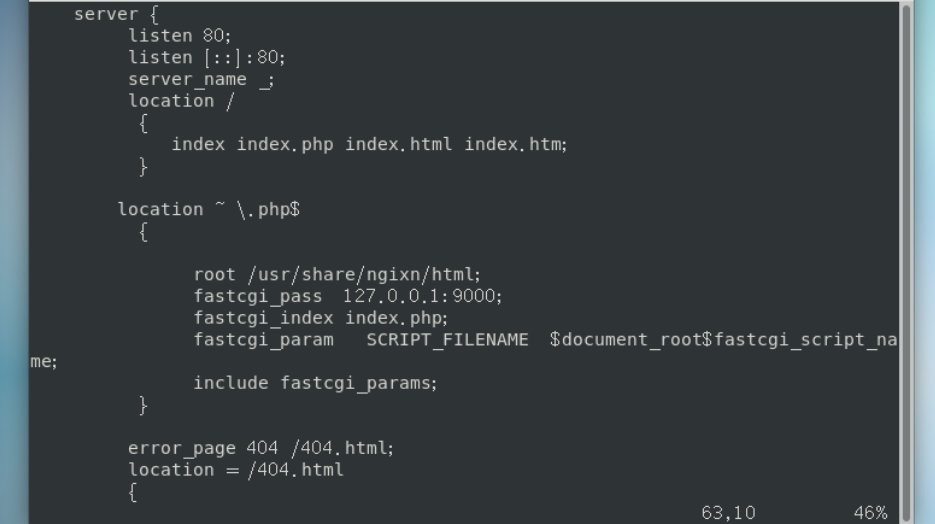 server {
listen 80;
listen [::]:80;
server_name _;
location /
{
index index.php index.html index.htm;
}
location ~ \.php$
{
root /usr/share/ngixn/html;
fastcgi_pass 127.0.0.1:9000;
fastcgi_index index.php;
fastcgi_param SCRIPT_FILENAME $document_root$fastcgi_script_na
me;
include fastcgi_params;
}
error_page 404 /404.html;
location = /404.html
{
63,10 46%